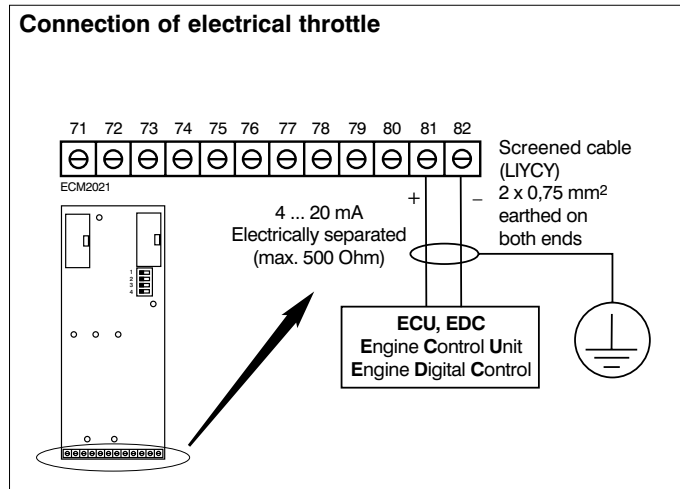 Connection of electrical throttle
71 72 73 74 75 76 77 78 79 80 81 82
ECM2021
+ –
4 ... 20 mA
Electrically separated
(max. 500 Ohm)
Screened cable
(LIYCY)
2 x 0,75 mm²
earthed on
both ends
1
2
3
4
ECU, EDC
Engine Control Unit
Engine Digital Control